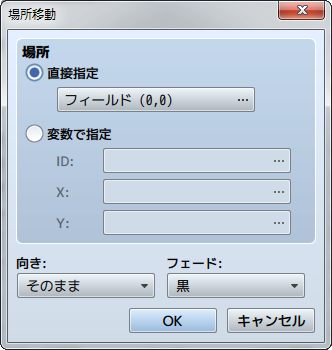 場所移動
場所
直接指定
フィールド (0,0) ...
変数で指定
ID: ...
X: ...
Y: ...
向き: フェード:
そのまま 黒
OK キャンセル